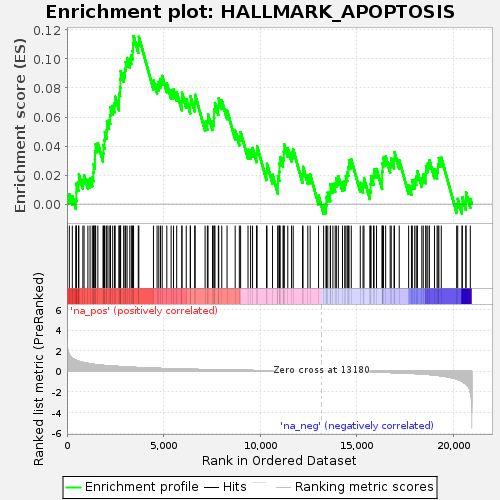 Enrichment plot: HALLMARK_APOPTOSIS
Enrichment score (ES)
0.12
0.10
0.08
0.06
0.04
0.02
0.00
'na_pos' (positively correlated)
Ranked list metric (PreRanked)
6
4
2
0
-2
-4
-6
Zero cross at 13180
'na_neg' (negatively correlated)
0
5,000
10,000
15,000
20,000
Rank in Ordered Dataset
Enrichment profile
Hits
Ranking metric scores